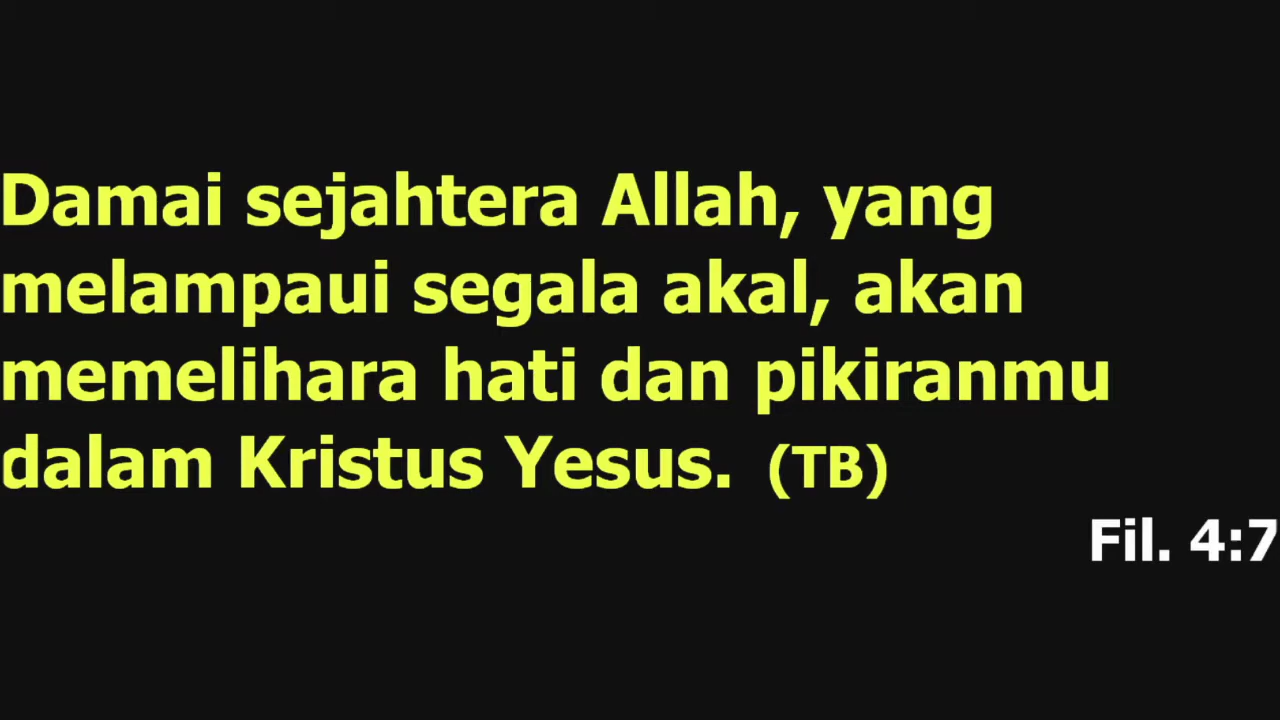 Damai sejahtera Allah, yang
melampaui segala akal, akan
memelihara hati dan pikiranmu
dalam Kristus Yesus. (TB)
Fil. 4:7